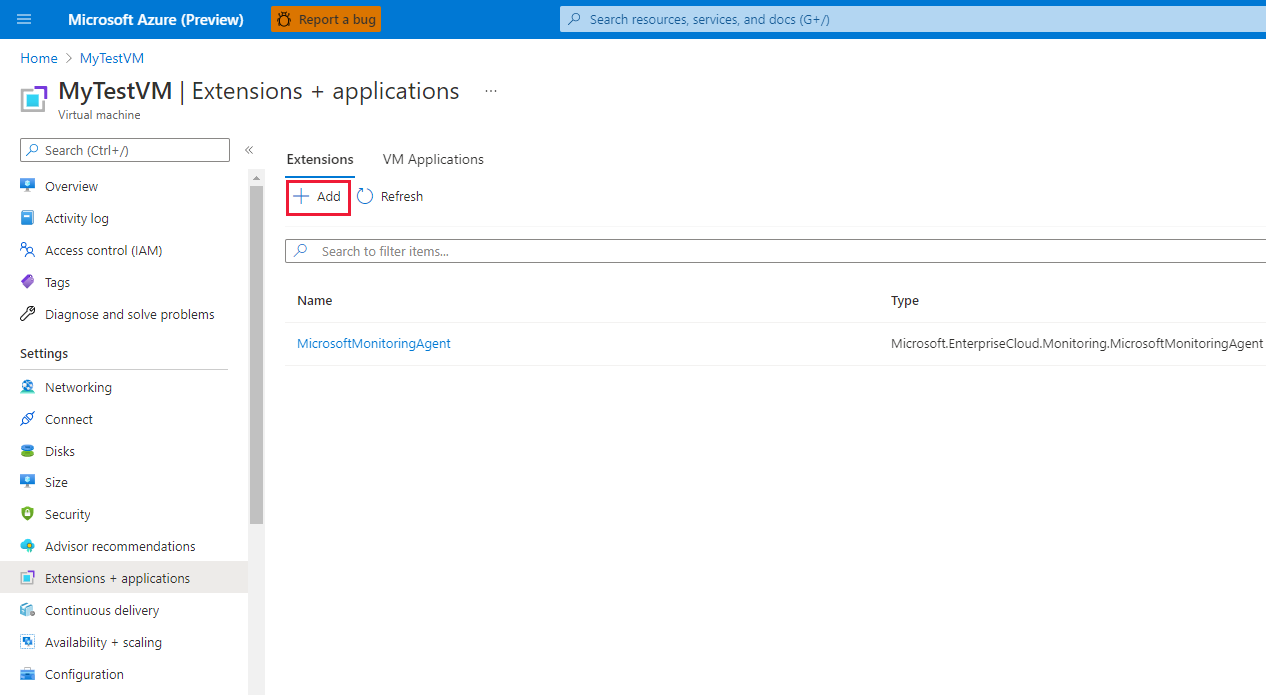 Microsoft Azure (Preview) Report a bug Search resources, services, and docs (G+/)
Home > MyTestVM
MyTestVM | Extensions + applications ...
Virtual machine
Search (Ctrl+/) «
Overview
Activity log
Access control (IAM)
Tags
Diagnose and solve problems
Settings
Networking
Connect
Disks
Size
Security
Advisor recommendations
Extensions + applications
Continuous delivery
Availability + scaling
Configuration
Extensions VM Applications
Add Refresh
Search to filter items...
Name Type
MicrosoftMonitoringAgent Microsoft.EnterpriseCloud.Monitoring.MicrosoftMonitoringAgent